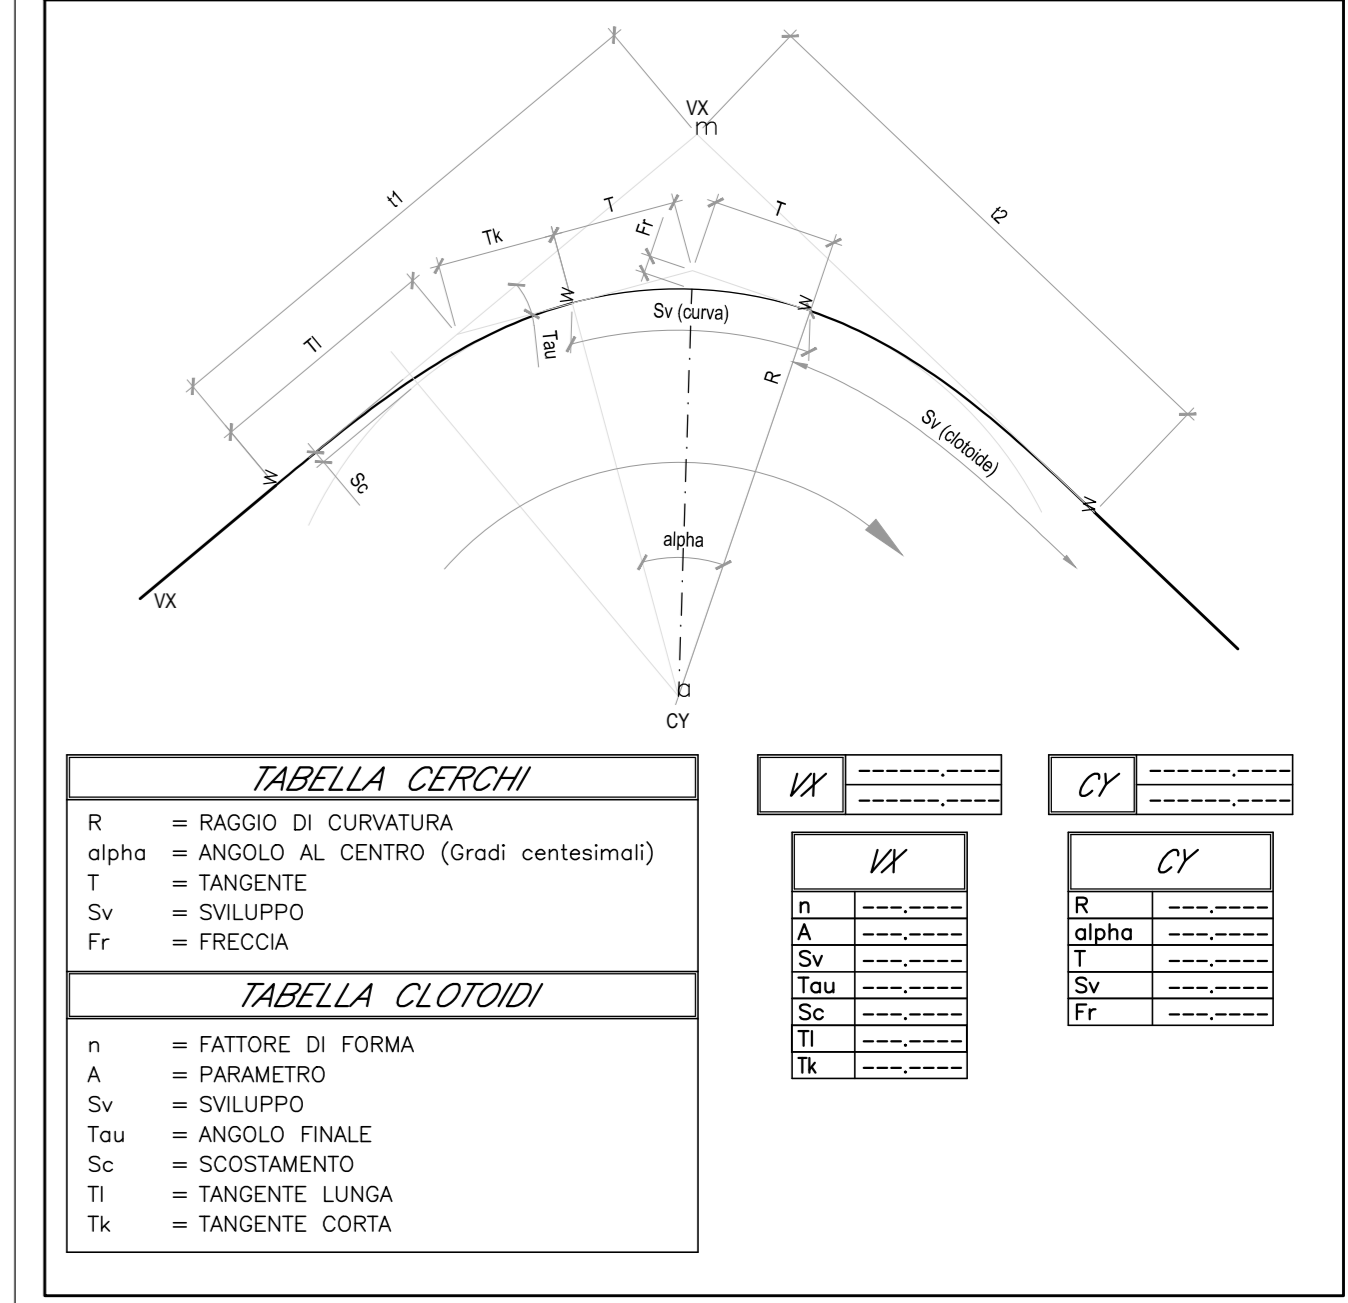 VX
m
t1
t2
T
T
Tk
Fr
W
W
Sv (curva)
Tl
Tau
R
Sv (clotoide)
W
Sc
W
alpha
VX
a
CY
TABELLA CERCHI
R = RAGGIO DI CURVATURA
alpha = ANGOLO AL CENTRO (Gradi centesimali)
T = TANGENTE
Sv = SVILUPPO
Fr = FRECCIA
TABELLA CLOTOIDI
n = FATTORE DI FORMA
A = PARAMETRO
Sv = SVILUPPO
Tau = ANGOLO FINALE
Sc = SCOSTAMENTO
Tl = TANGENTE LUNGA
Tk = TANGENTE CORTA
VX
------.----
------.----
VX
n ---.----
A ---.----
Sv ---.----
Tau ---.----
Sc ---.----
Tl ---.----
Tk ---.----
CY
------.----
------.----
CY
R ---.----
alpha ---.----
T ---.----
Sv ---.----
Fr ---.----